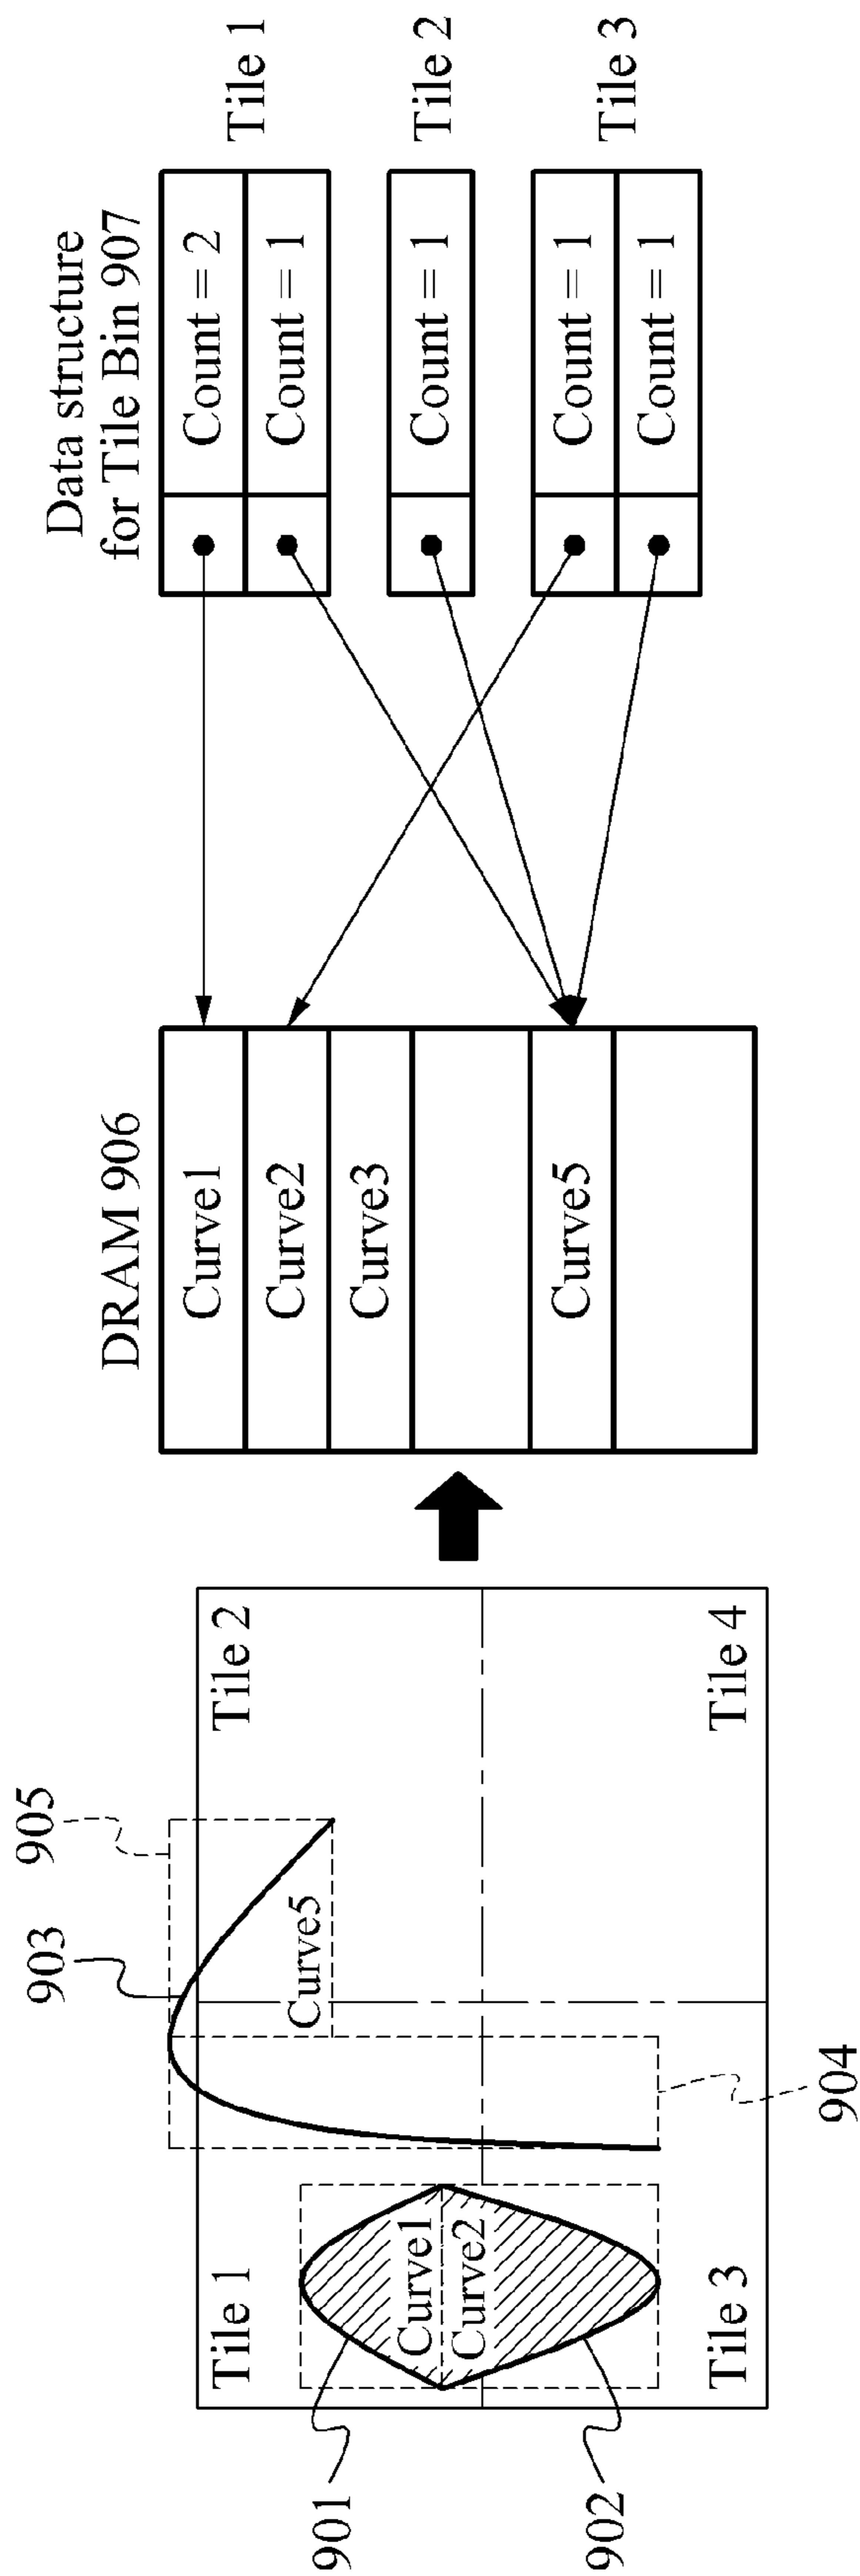 901
902
903
904
905
Tile 1
Tile 2
Tile 3
Tile 4
Curve1
Curve2
Curve5
DRAM 906
Curve1
Curve2
Curve3
Curve5
Data structure
for Tile Bin 907
Count = 2
Count = 1
Tile 1
Count = 1
Tile 2
Count = 1
Count = 1
Tile 3